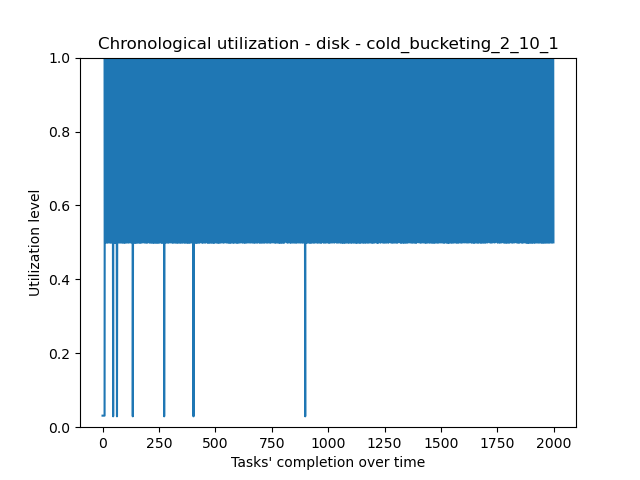 Chronological utilization - disk - cold_bucketing_2_10_1
1.0
0.8
0.6
0.4
0.2
0.0
Utilization level
0 250 500 750 1000 1250 1500 1750 2000
Tasks' completion over time